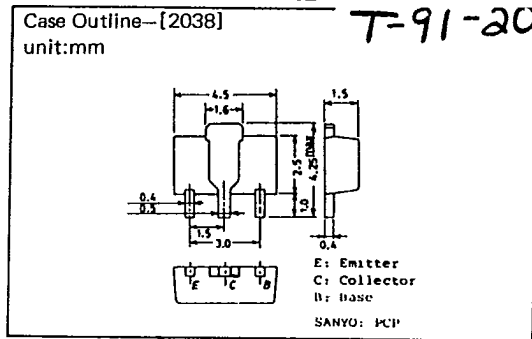 Case Outline—[2038] T=91-20
unit:mm
4.5
1.6
1.5
2.5
4.25max
1.0
0.4
0.5
1.5
3.0
0.4
E C B
E: Emitter
C: Collector
B: Base
SANYO: PCP